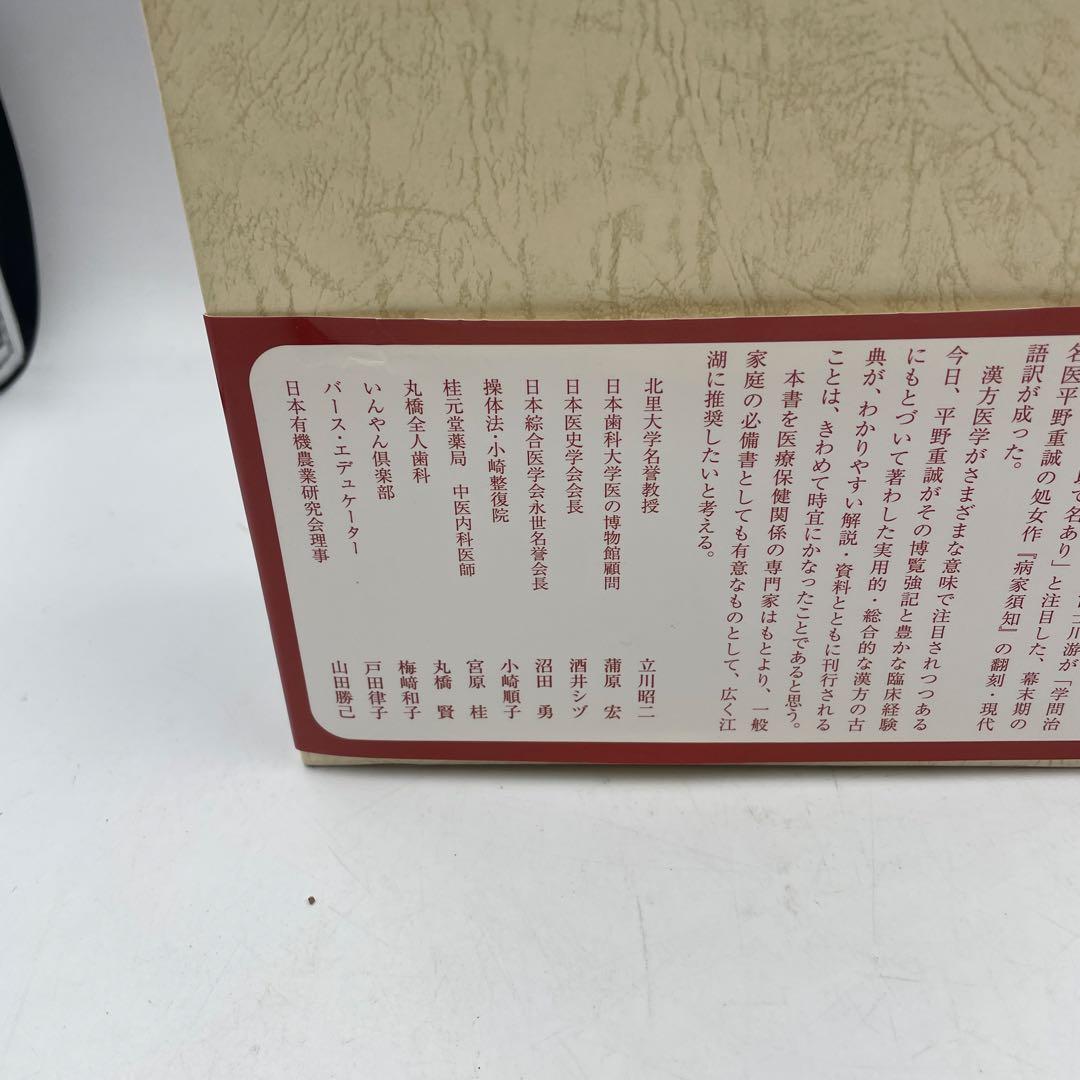 名あり」と注目した、幕末期の
名医平野重誠の処女作『病家須知』の翻刻・現代
語訳が成った。
漢方医学がさまざまな意味で注目されつつある
今日、平野重誠がその博覧強記と豊かな臨床経験
にもとづいて著わした実用的・総合的な漢方の古
典が、わかりやすい解説・資料とともに刊行される
ことは、きわめて時宜にかなったことであると思う。
本書を医療保健関係の専門家はもとより、一般
家庭の必備書としても有意なものとして、広く江
湖に推奨したいと考える。
北里大学名誉教授 立川昭二
日本歯科大学医の博物館顧問 蒲原 宏
日本医史学会会長 酒井シヅ
日本綜合医学会永世名誉会長 沼田 勇
操体法・小崎整復院 小崎順子
桂元堂薬局 中医内科医師 宮原 桂
丸橋全人歯科 丸橋 賢
いんやん倶楽部 梅﨑和子
バース・エデュケーター 戸田律子
日本有機農業研究会理事 山田勝己